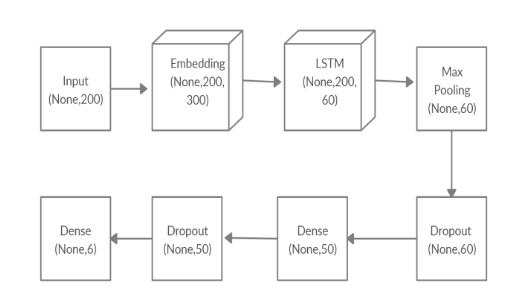 Input
(None,200)
Embedding
(None,200,
300)
LSTM
(None,200,
60)
Max
Pooling
(None,60)
Dropout
(None,60)
Dense
(None,50)
Dropout
(None,50)
Dense
(None,6)